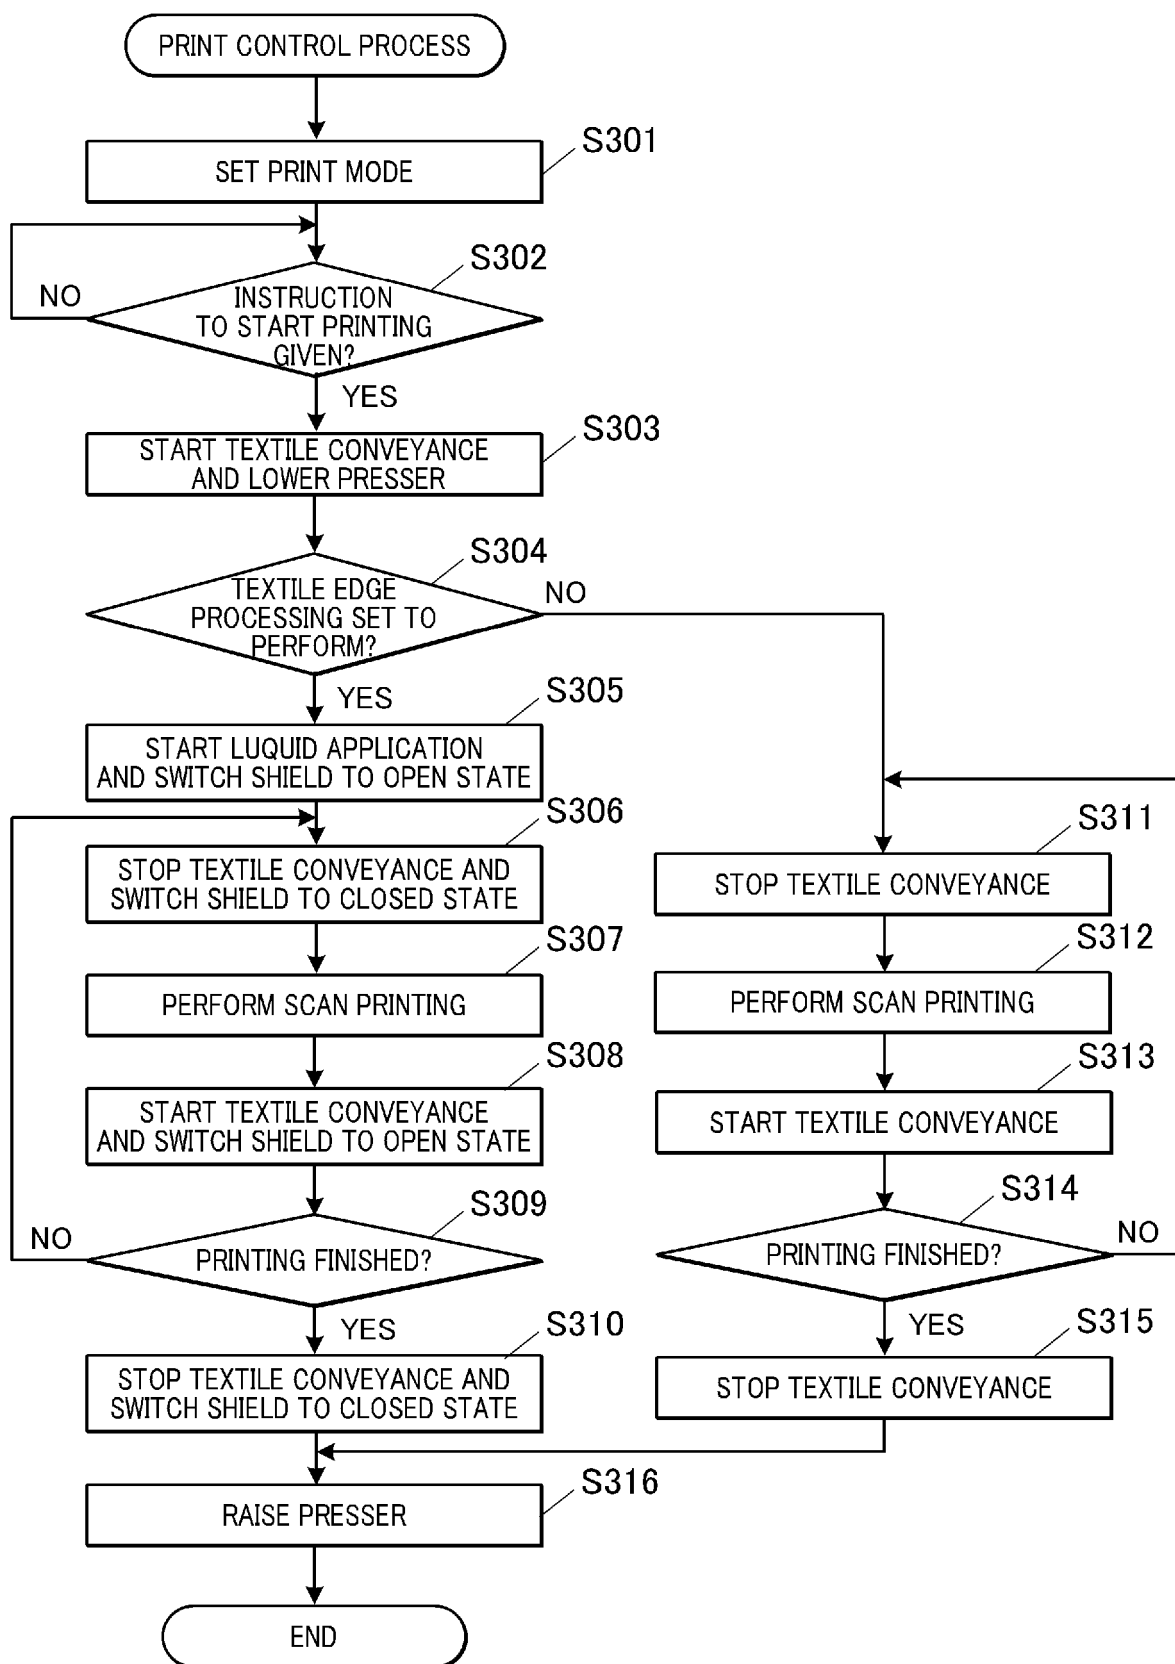 PRINT CONTROL PROCESS
S301
SET PRINT MODE
S302
NO
INSTRUCTION
TO START PRINTING
GIVEN?
YES
S303
START TEXTILE CONVEYANCE
AND LOWER PRESSER
S304
TEXTILE EDGE
PROCESSING SET TO
PERFORM?
NO
YES
S305
START LUQUID APPLICATION
AND SWITCH SHIELD TO OPEN STATE
S306
STOP TEXTILE CONVEYANCE AND
SWITCH SHIELD TO CLOSED STATE
S307
PERFORM SCAN PRINTING
S308
START TEXTILE CONVEYANCE
AND SWITCH SHIELD TO OPEN STATE
S309
NO
PRINTING FINISHED?
YES
S310
STOP TEXTILE CONVEYANCE AND
SWITCH SHIELD TO CLOSED STATE
S311
STOP TEXTILE CONVEYANCE
S312
PERFORM SCAN PRINTING
S313
START TEXTILE CONVEYANCE
S314
PRINTING FINISHED?
NO
YES
S315
STOP TEXTILE CONVEYANCE
S316
RAISE PRESSER
END